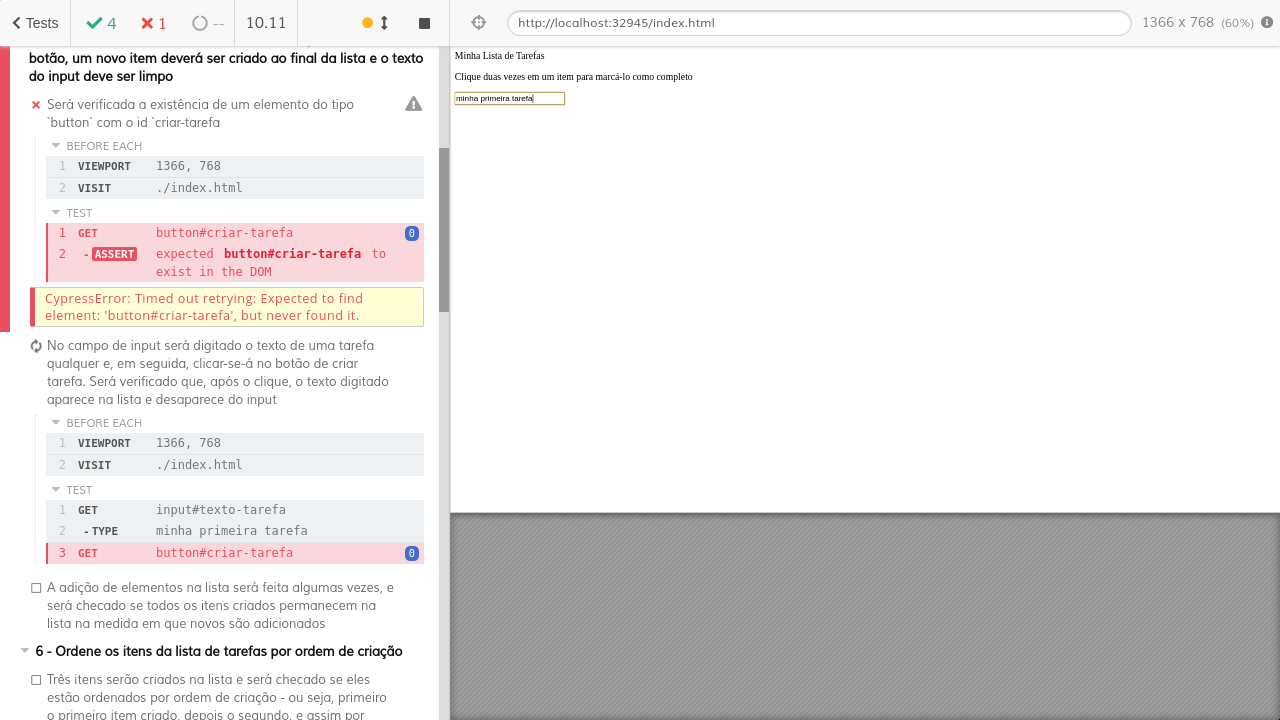 Tests 4 1 -- 10.11 http://localhost:32945/index.html 1366 x 768 (60%)
botão, um novo item deverá ser criado ao final da lista e o texto
do input deve ser limpo
Será verificada a existência de um elemento do tipo
`button` com o id `criar-tarefa
BEFORE EACH
1 VIEWPORT 1366, 768
2 VISIT ./index.html
TEST
1 GET button#criar-tarefa 0
2 -ASSERT expected button#criar-tarefa to
exist in the DOM
CypressError: Timed out retrying: Expected to find
element: 'button#criar-tarefa', but never found it.
No campo de input será digitado o texto de uma tarefa
qualquer e, em seguida, clicar-se-á no botão de criar
tarefa. Será verificado que, após o clique, o texto digitado
aparece na lista e desaparece do input
BEFORE EACH
1 VIEWPORT 1366, 768
2 VISIT ./index.html
TEST
1 GET input#texto-tarefa
2 -TYPE minha primeira tarefa
3 GET button#criar-tarefa 0
A adição de elementos na lista será feita algumas vezes, e
será checado se todos os itens criados permanecem na
lista na medida em que novos são adicionados
6 - Ordene os itens da lista de tarefas por ordem de criação
Três itens serão criados na lista e será checado se eles
estão ordenados por ordem de criação - ou seja, primeiro
o primeiro item criado, depois o segundo, e assim por
Minha Lista de Tarefas
Clique duas vezes em um item para marcá-lo como completo
minha primeira tarefa